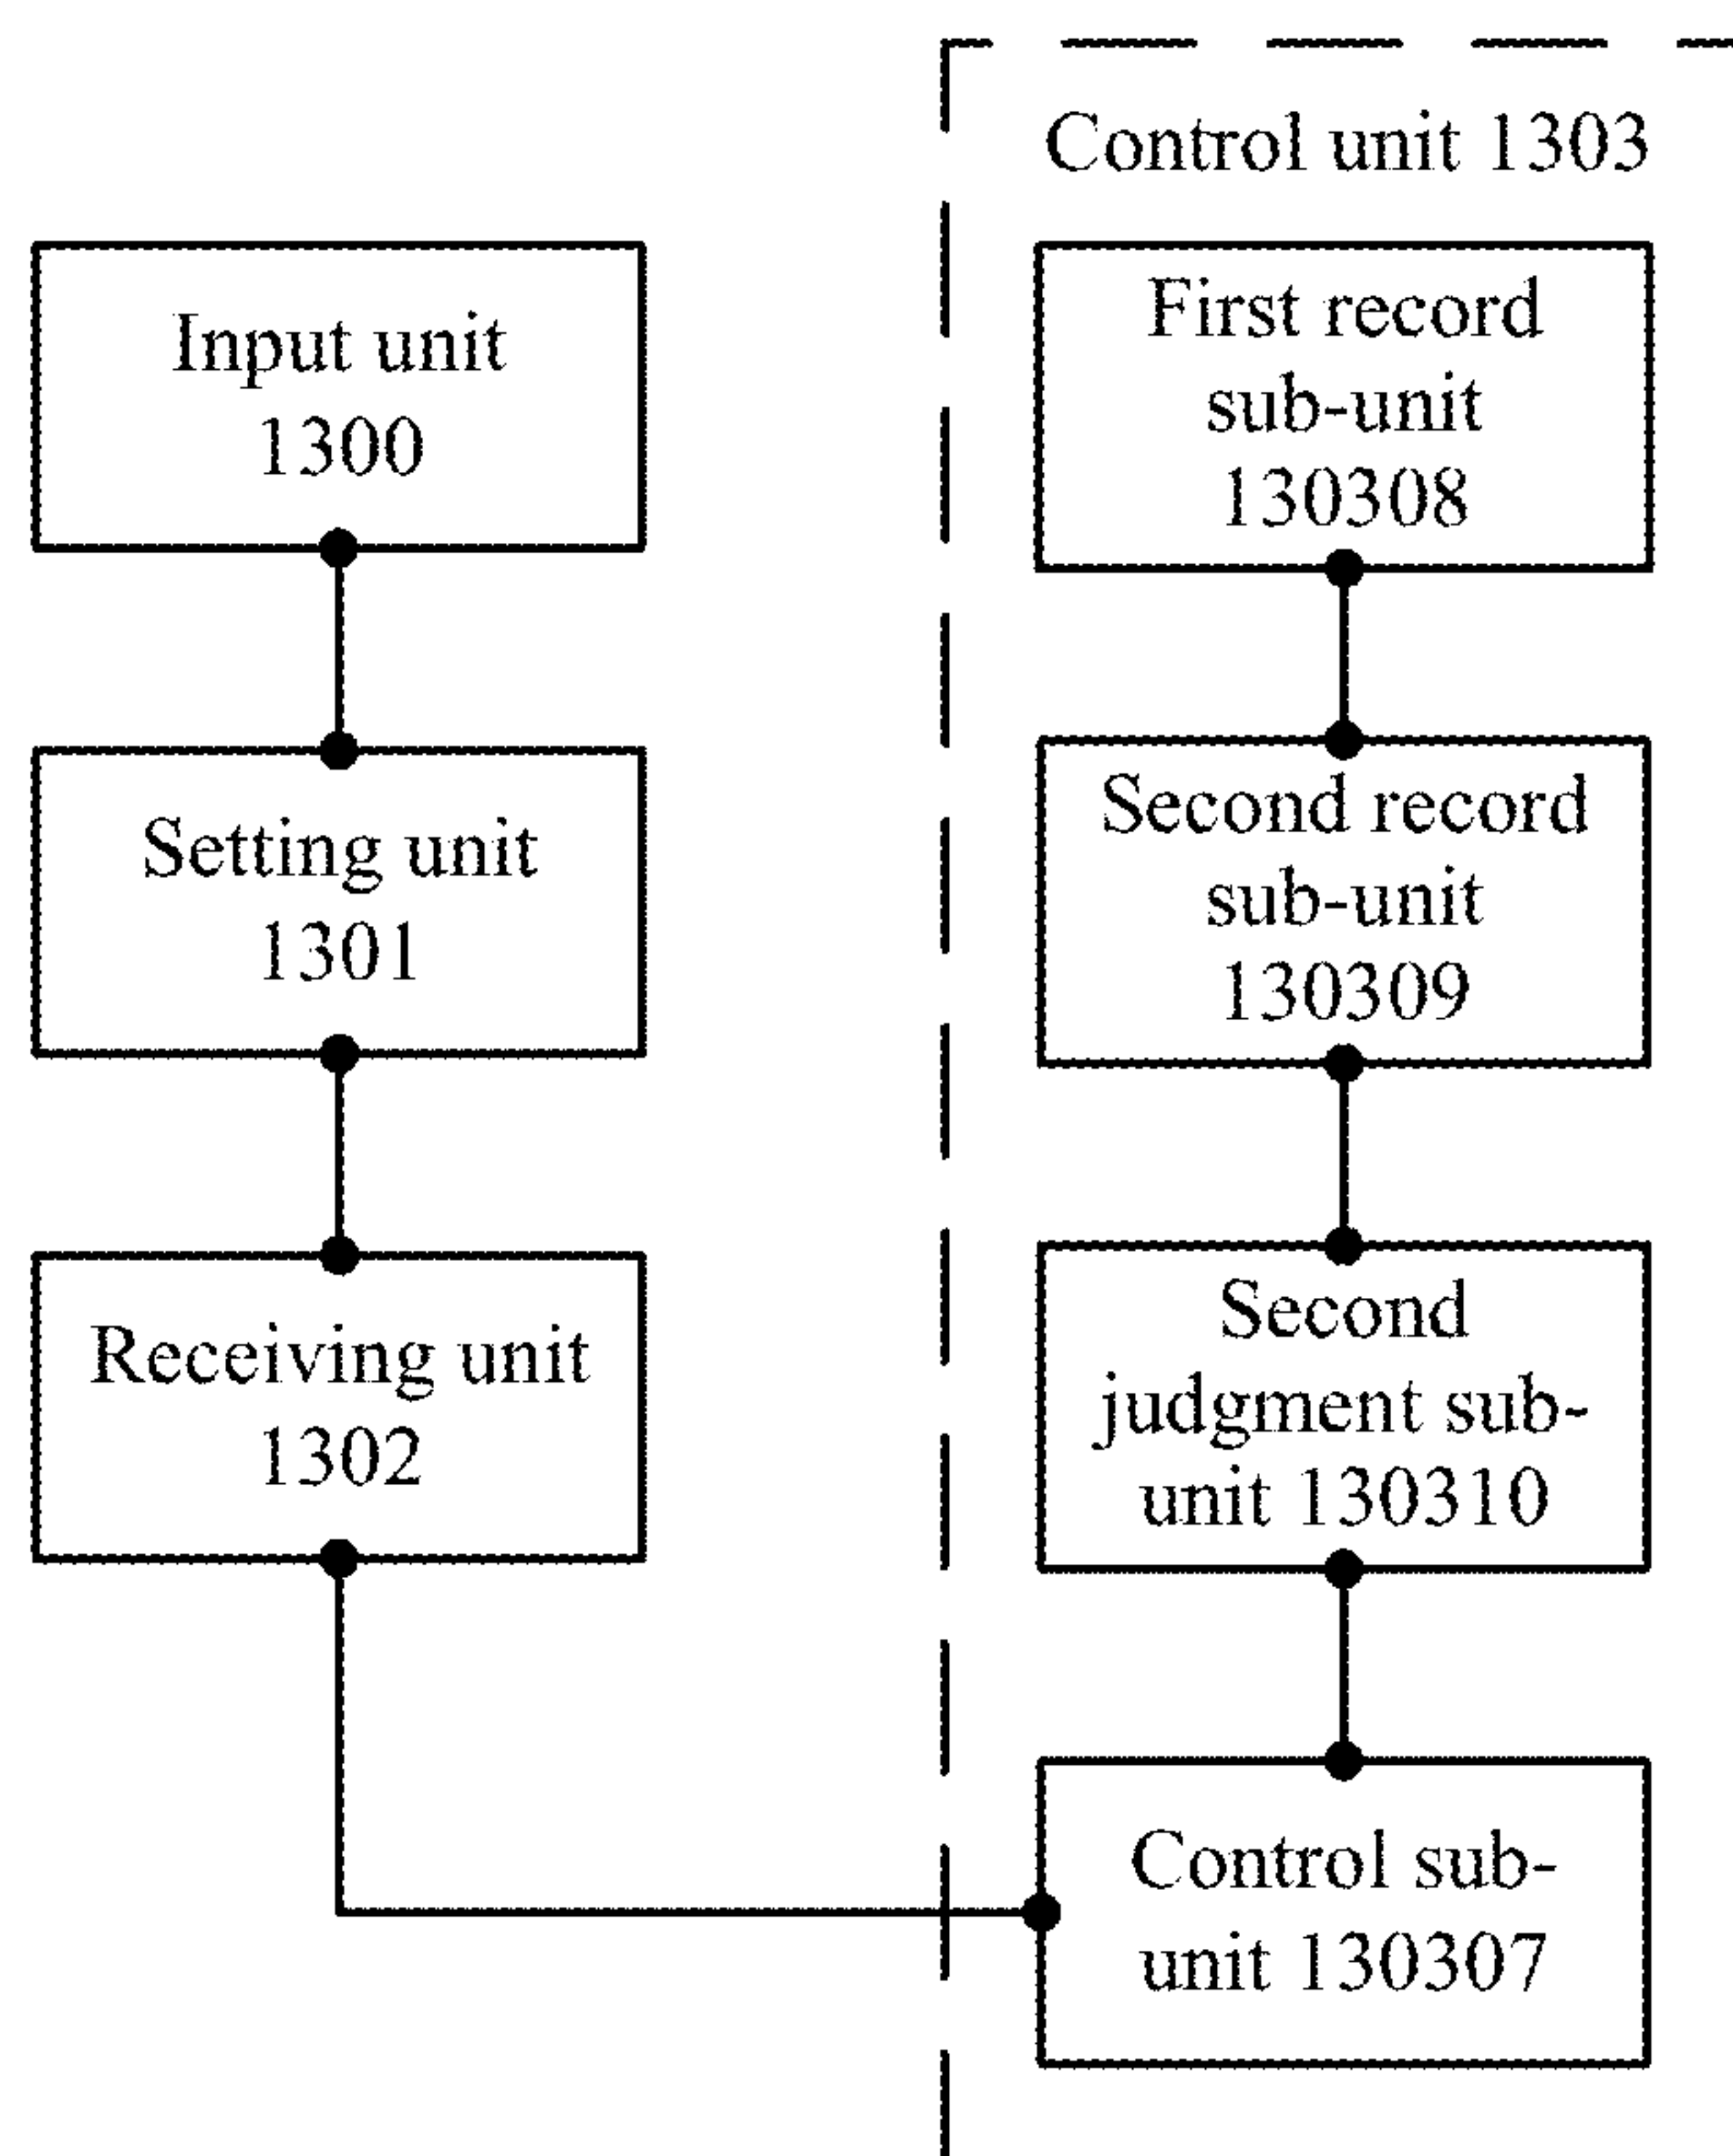 Control unit 1303
Input unit
1300
Setting unit
1301
Receiving unit
1302
First record
sub-unit
130308
Second record
sub-unit
130309
Second
judgment sub-
unit 130310
Control sub-
unit 130307